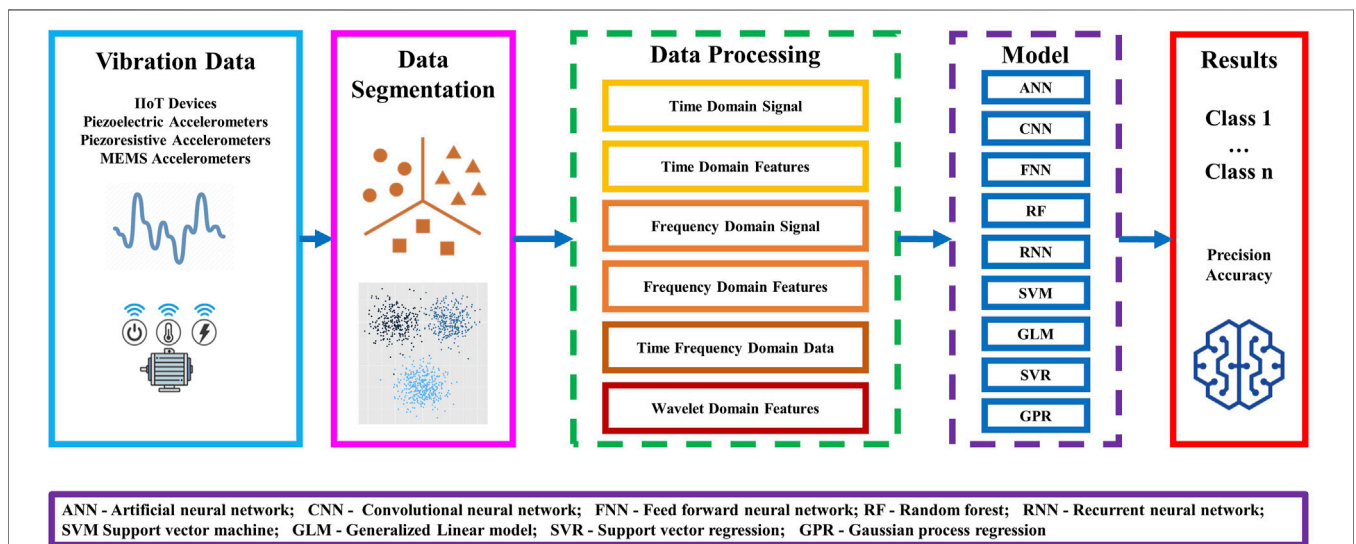 Vibration Data
IIoT Devices
Piezoelectric Accelerometers
Piezoresistive Accelerometers
MEMS Accelerometers
Data
Segmentation
Data Processing
Time Domain Signal
Time Domain Features
Frequency Domain Signal
Frequency Domain Features
Time Frequency Domain Data
Wavelet Domain Features
Model
ANN
CNN
FNN
RF
RNN
SVM
GLM
SVR
GPR
Results
Class 1
...
Class n
Precision
Accuracy
ANN - Artificial neural network; CNN - Convolutional neural network; FNN - Feed forward neural network; RF - Random forest; RNN - Recurrent neural network;
SVM Support vector machine; GLM - Generalized Linear model; SVR - Support vector regression; GPR - Gaussian process regression